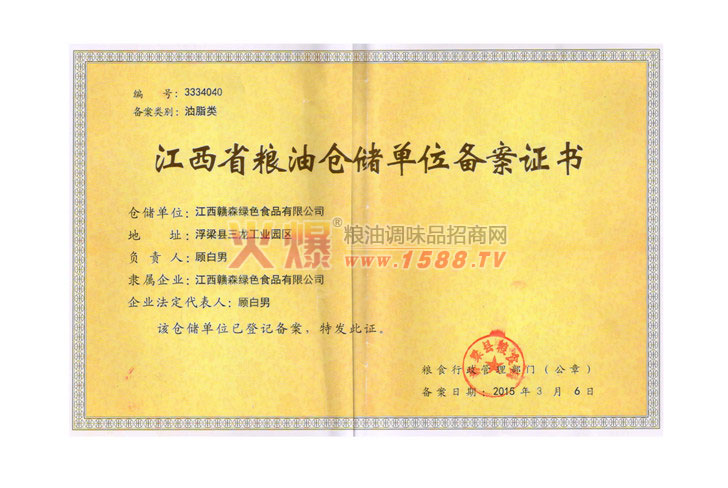 编 号：3334040
备案类别：油脂类
江西省粮油仓储单位备案证书
仓储单位：江西赣森绿色食品有限公司
地 址：浮梁县三龙工业园区
负 责 人：顾白男
隶属企业：江西赣森绿色食品有限公司
企业法定代表人：顾白男
该仓储单位已登记备案，特发此证。
火爆®粮油调味品招商网
www.1588.TV
浮梁县粮
粮食行政管理部门（公章）
备案日期：2015 年 3 月 6 日